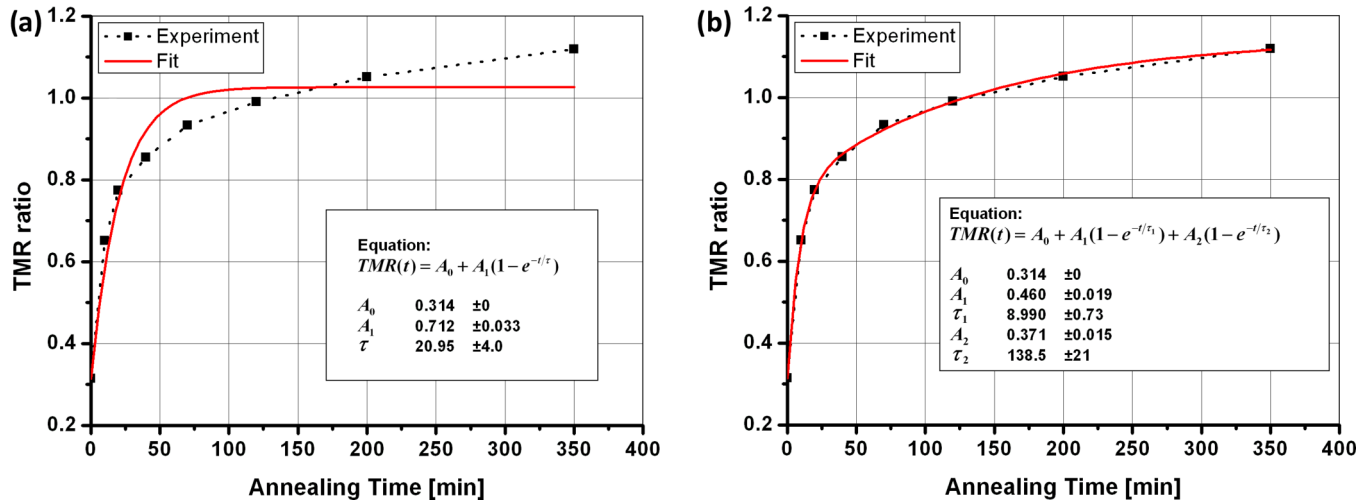 (a)
Experiment
Fit
TMR ratio
1.2
1.0
0.8
0.6
0.4
0.2
Equation:
TMR(t) = A₀ + A₁(1 − e^{−t/τ})
A₀ 0.314 ±0
A₁ 0.712 ±0.033
τ 20.95 ±4.0
0 50 100 150 200 250 300 350 400
Annealing Time [min]
(b)
Experiment
Fit
TMR ratio
1.2
1.0
0.8
0.6
0.4
0.2
Equation:
TMR(t) = A₀ + A₁(1 − e^{−t/τ₁}) + A₂(1 − e^{−t/τ₂})
A₀ 0.314 ±0
A₁ 0.460 ±0.019
τ₁ 8.990 ±0.73
A₂ 0.371 ±0.015
τ₂ 138.5 ±21
0 50 100 150 200 250 300 350 400
Annealing Time [min]